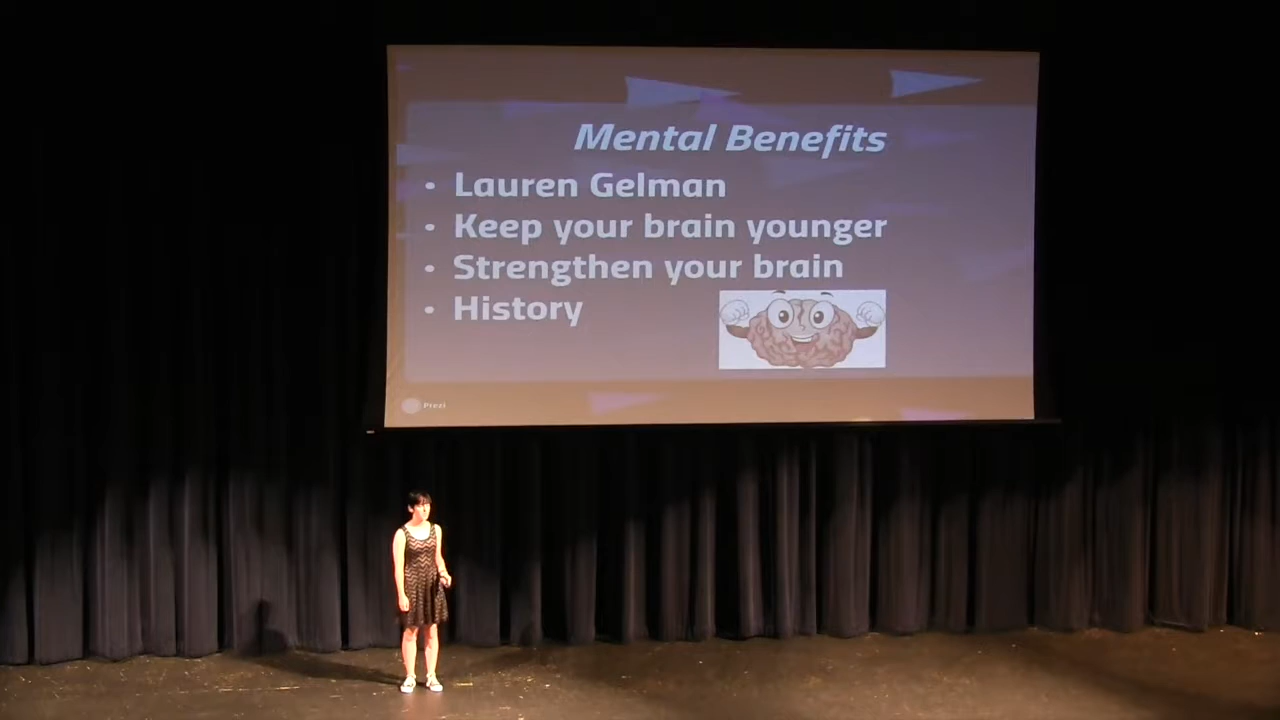 Mental Benefits
• Lauren Gelman
• Keep your brain younger
• Strengthen your brain
• History
Prezi